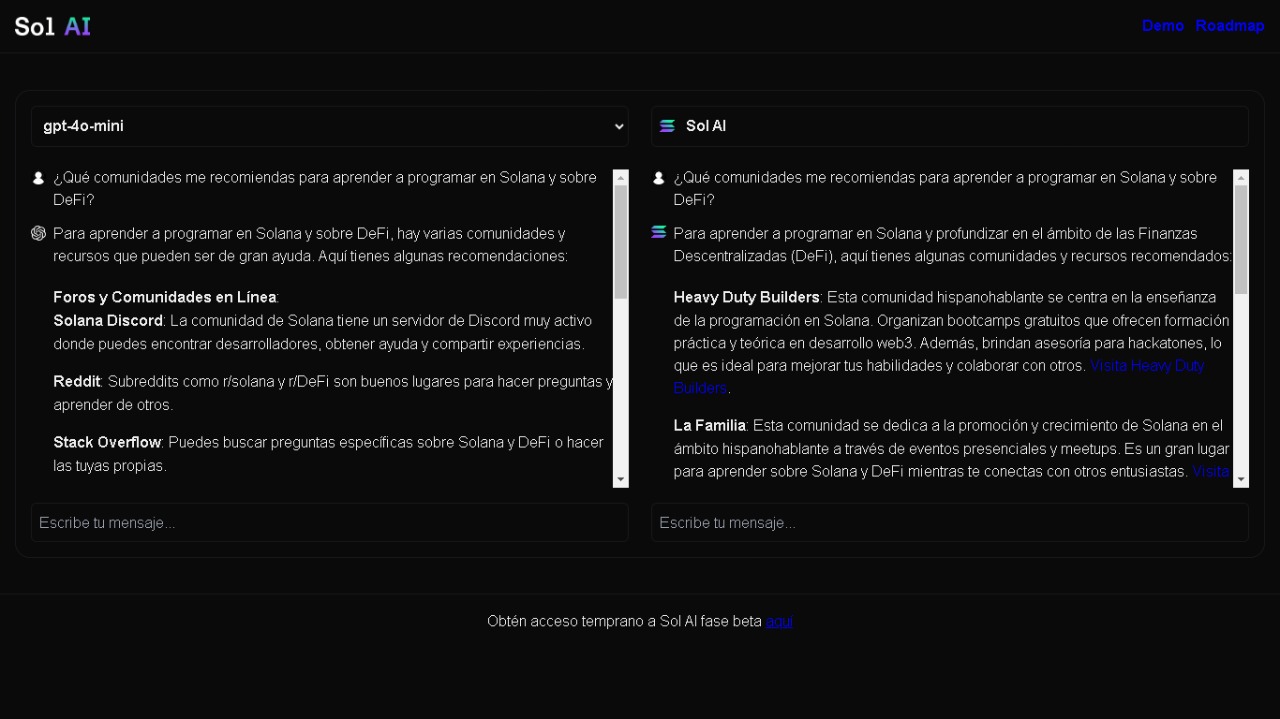 Sol AI
Demo Roadmap
gpt-4o-mini
¿Qué comunidades me recomiendas para aprender a programar en Solana y sobre
DeFi?
Para aprender a programar en Solana y sobre DeFi, hay varias comunidades y
recursos que pueden ser de gran ayuda. Aquí tienes algunas recomendaciones:
Foros y Comunidades en Línea:
Solana Discord: La comunidad de Solana tiene un servidor de Discord muy activo
donde puedes encontrar desarrolladores, obtener ayuda y compartir experiencias.
Reddit: Subreddits como r/solana y r/DeFi son buenos lugares para hacer preguntas y
aprender de otros.
Stack Overflow: Puedes buscar preguntas específicas sobre Solana y DeFi o hacer
las tuyas propias.
Escribe tu mensaje...
Sol AI
¿Qué comunidades me recomiendas para aprender a programar en Solana y sobre
DeFi?
Para aprender a programar en Solana y profundizar en el ámbito de las Finanzas
Descentralizadas (DeFi), aquí tienes algunas comunidades y recursos recomendados:
Heavy Duty Builders: Esta comunidad hispanohablante se centra en la enseñanza
de la programación en Solana. Organizan bootcamps gratuitos que ofrecen formación
práctica y teórica en desarrollo web3. Además, brindan asesoría para hackatones, lo
que es ideal para mejorar tus habilidades y colaborar con otros. Visita Heavy Duty
Builders.
La Familia: Esta comunidad se dedica a la promoción y crecimiento de Solana en el
ámbito hispanohablante a través de eventos presenciales y meetups. Es un gran lugar
para aprender sobre Solana y DeFi mientras te conectas con otros entusiastas. Visita
Escribe tu mensaje...
Obtén acceso temprano a Sol AI fase beta aquí